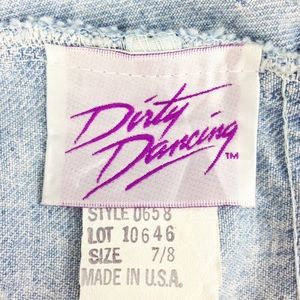 Dirty
Dancing
TM
STYLE 0658
LOT 10646
SIZE 7/8
MADE IN U.S.A.